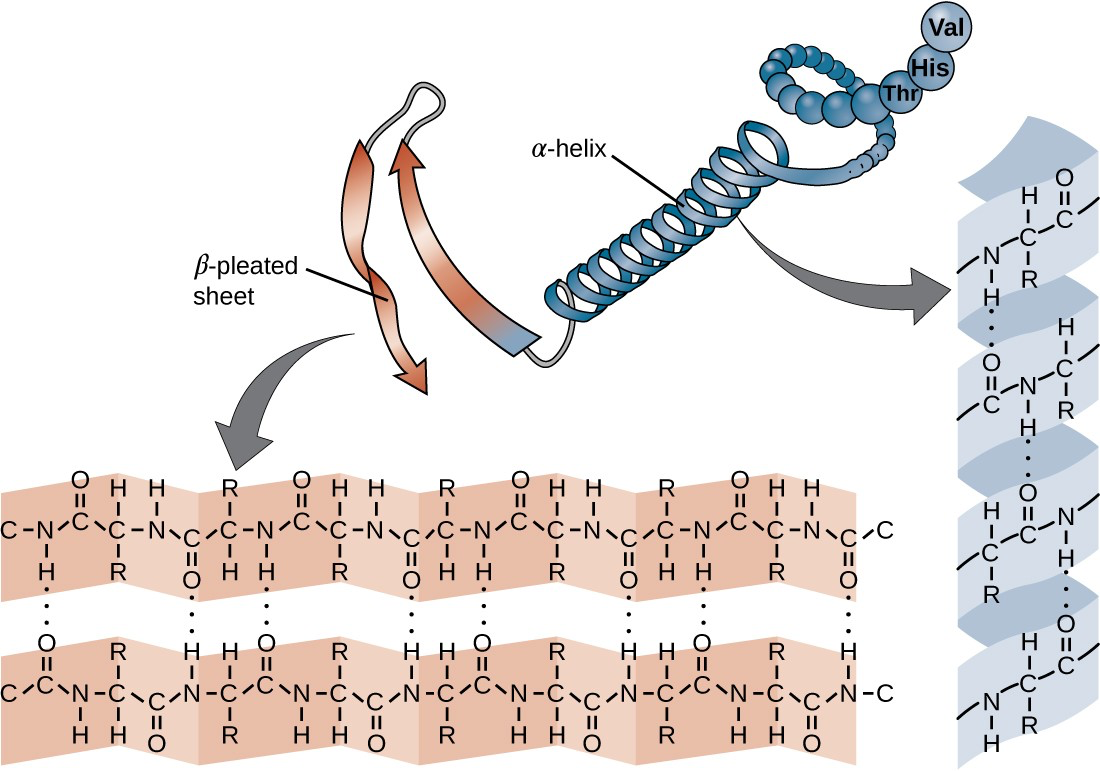 Val
His
Thr
α-helix
β-pleated
sheet
O
H
C
C
N
R
H
H
O
C
N
C
R
H
O
H
N
C
C
H
R
O
H
C
C
N
R
H
O H H R O H H R O H H R O H H
C N C C N C C N C C N C C N C C N C C N C C N C C
H R O H H R O H H R O H H R O
O R H H O R H H O R H H O R H
C C N C C N C C N C C N C C N C C N C C N C C N C
H H O R H H O R H H O R H H O